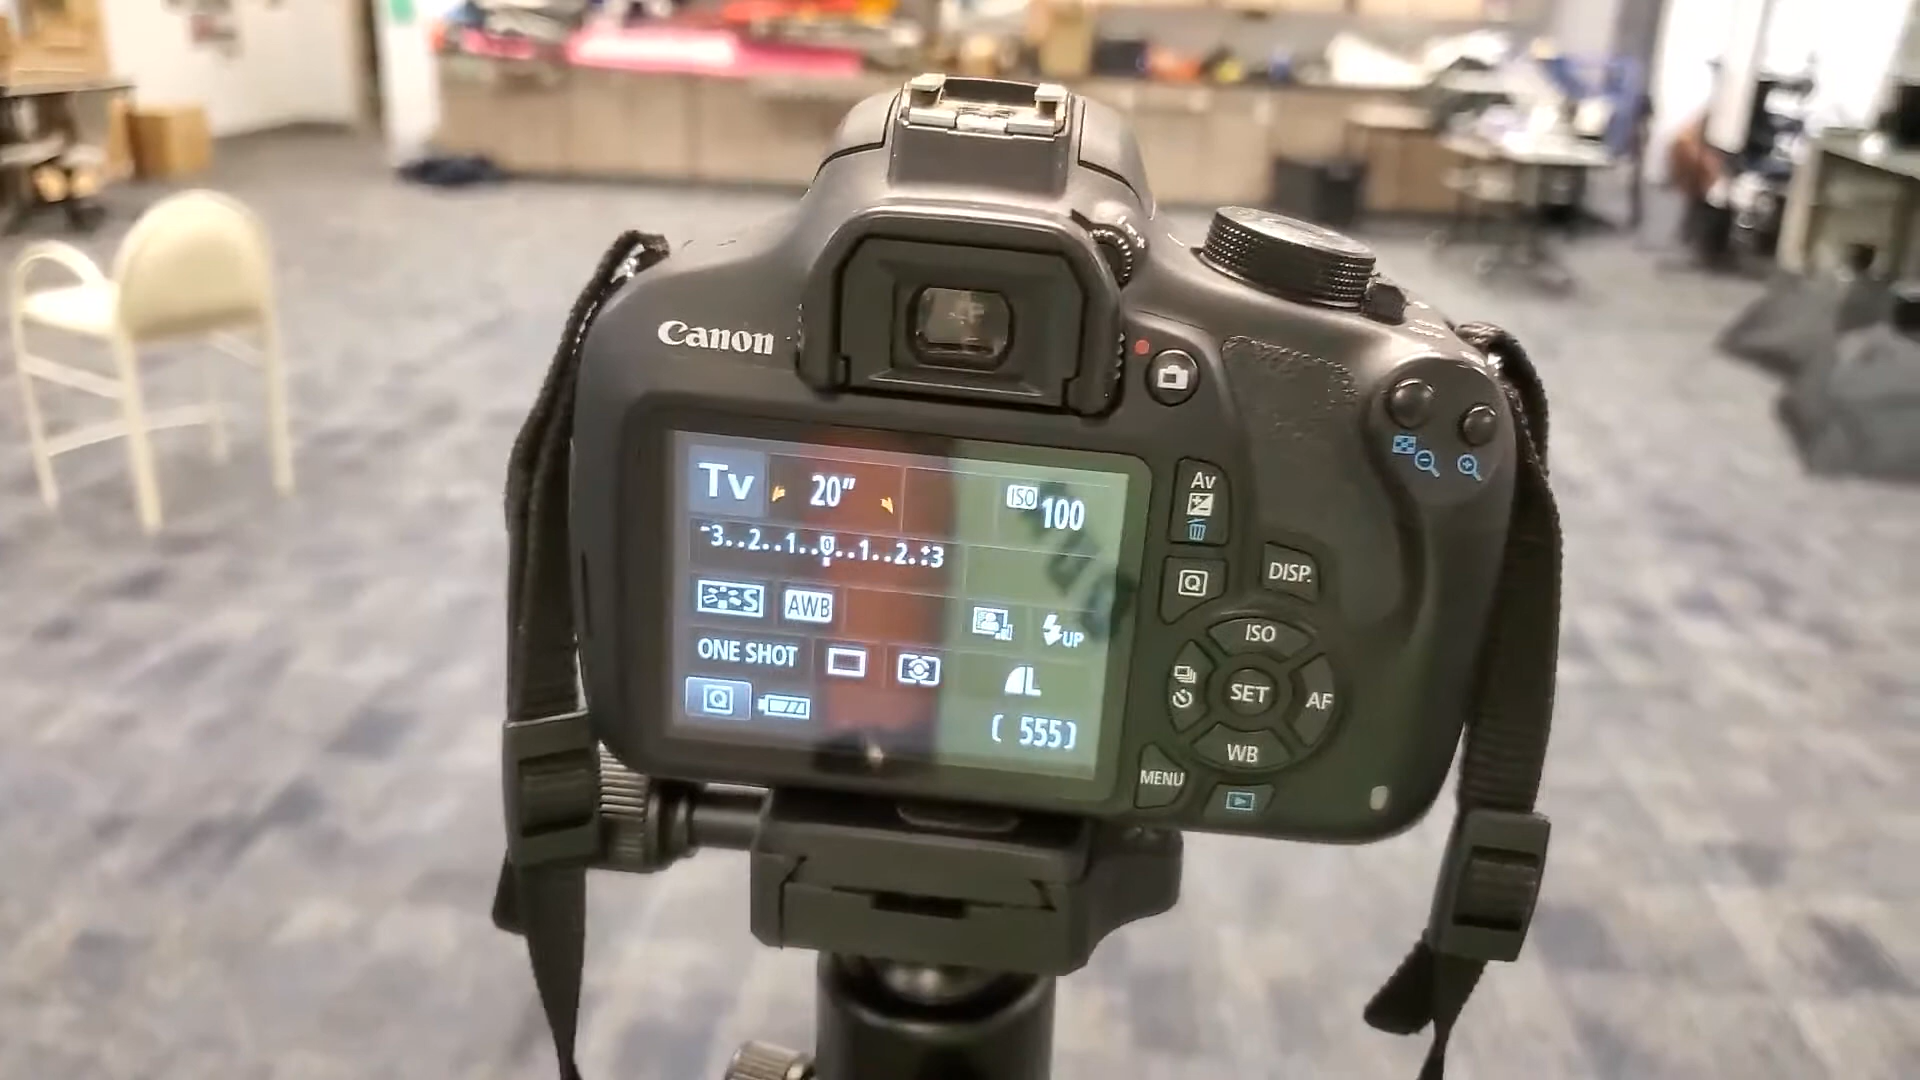 Canon
Tv 20" ISO 100
-3..2..1..0..1..2.:+3
S AWB UP
ONE SHOT L
Q [ 555]
Av
Q DISP.
ISO
SET AF
WB
MENU